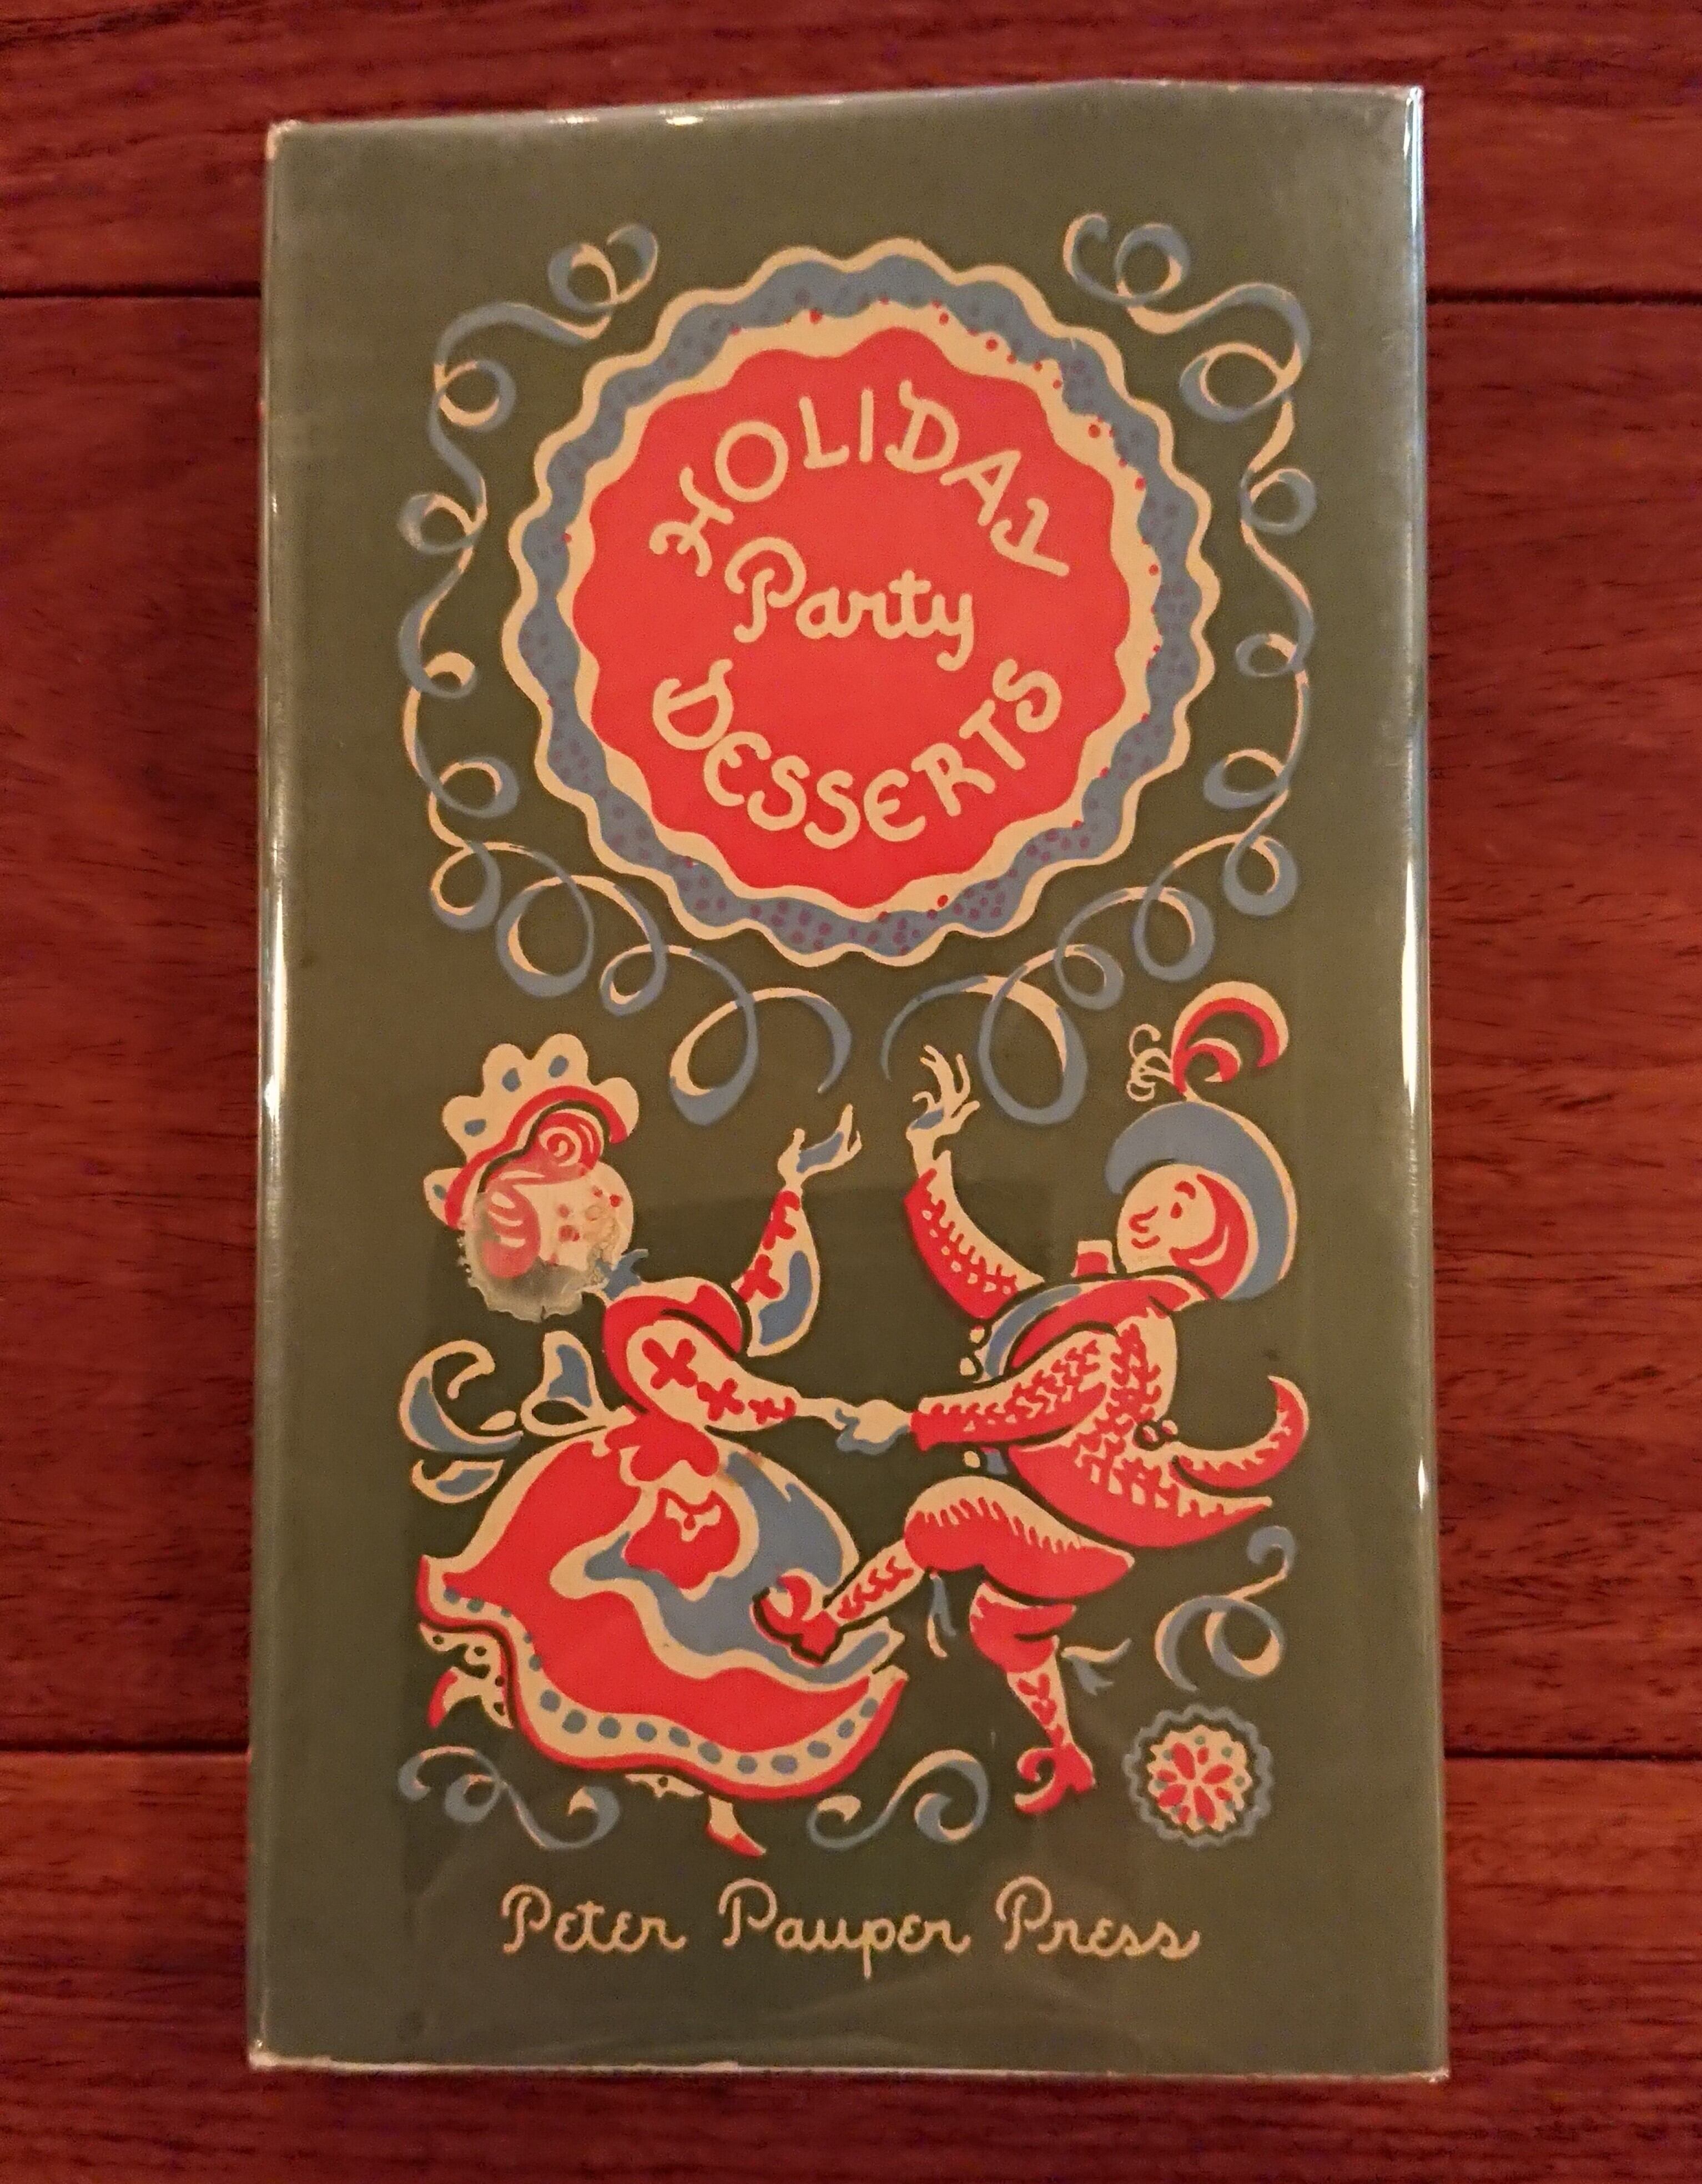 HOLIDAY
Party
DESSERTS
Peter Pauper Press